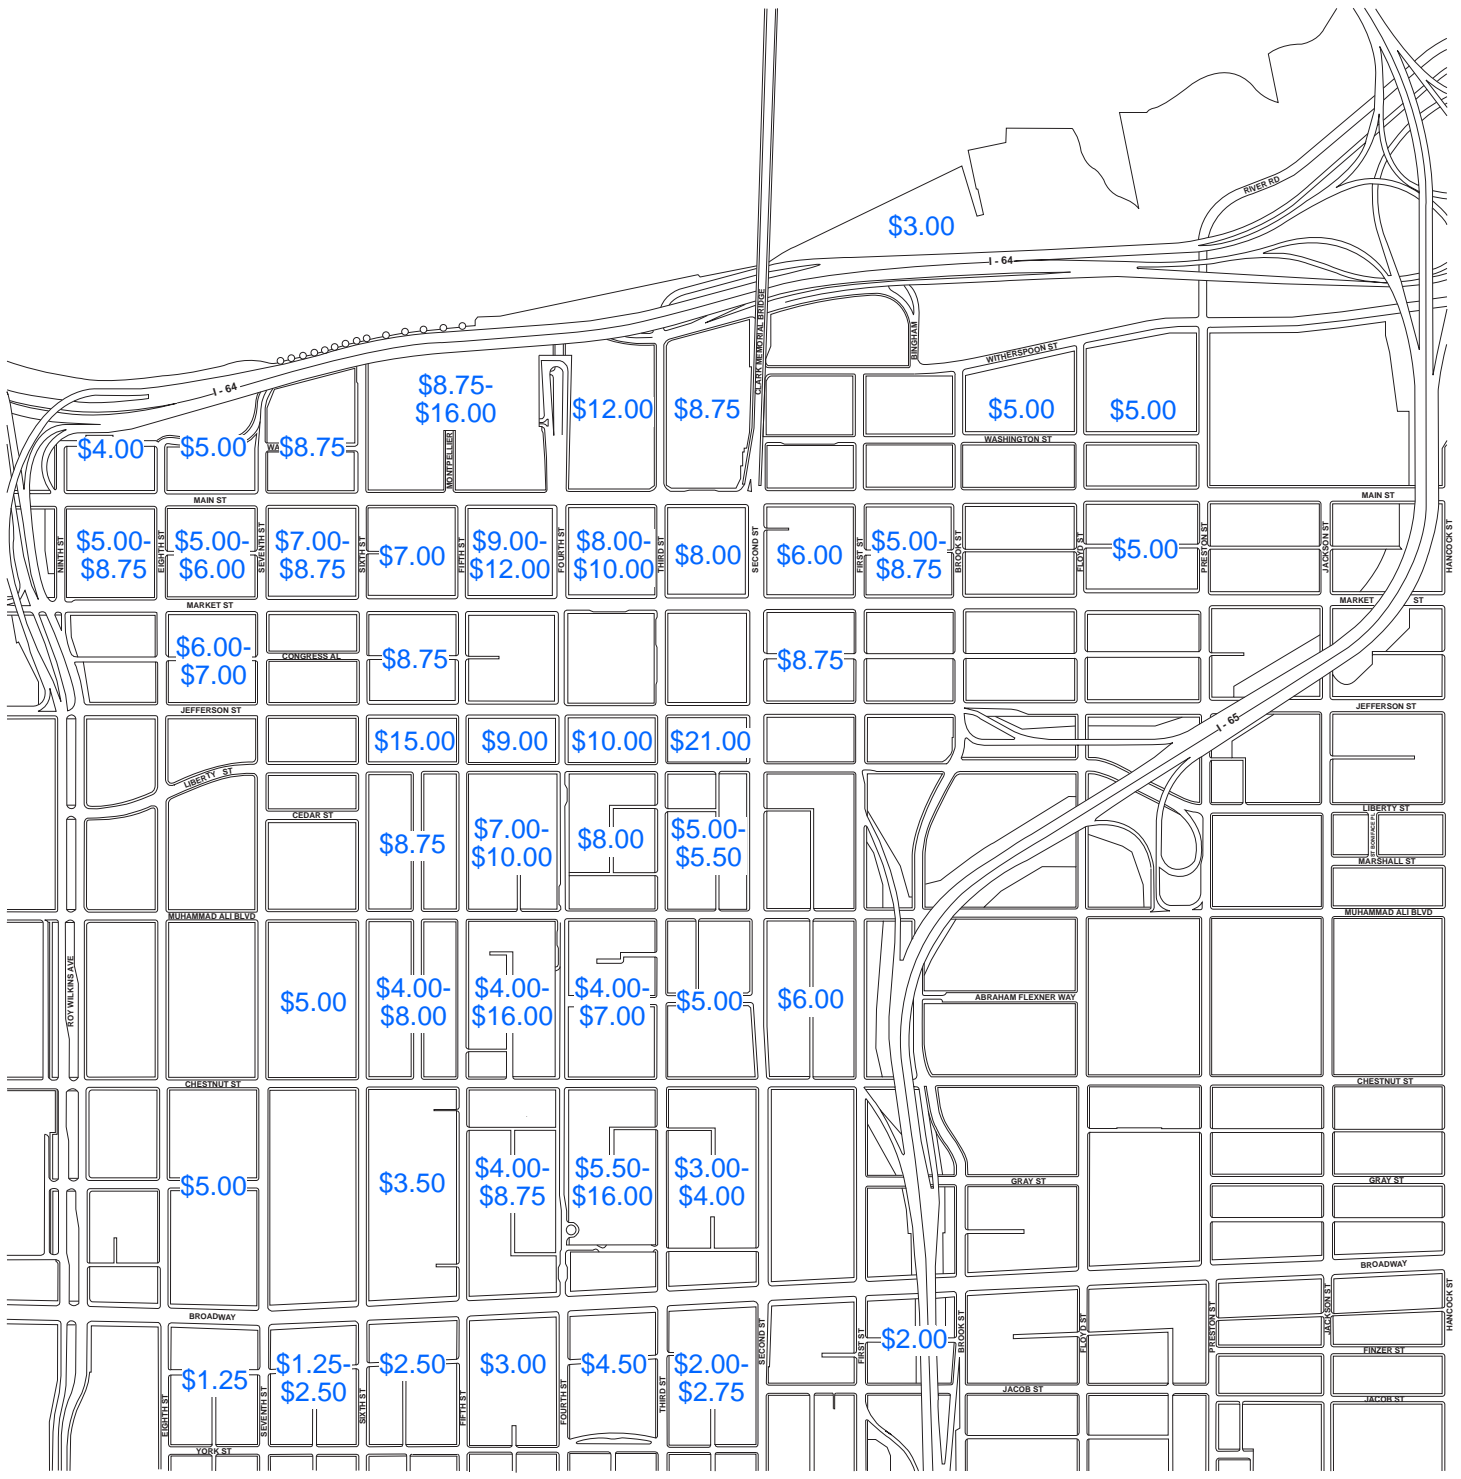 RIVER RD
$3.00
I - 64
CLARK MEMORIAL BRIDGE
BINGHAM
WITHERSPOON ST
I - 64
$8.75-
$16.00
$12.00
$8.75
$5.00
$5.00
$4.00
$5.00
WA
$8.75
MONTPELLIER
WASHINGTON ST
MAIN ST
MAIN ST
NINTH ST
EIGHTH ST
SEVENTH ST
SIXTH ST
FIFTH ST
FOURTH ST
THIRD ST
SECOND ST
FIRST ST
BROOK ST
FLOYD ST
PRESTON ST
JACKSON ST
HANCOCK ST
$5.00-
$8.75
$5.00-
$6.00
$7.00-
$8.75
$7.00
$9.00-
$12.00
$8.00-
$10.00
$8.00
$6.00
$5.00-
$8.75
$5.00
MARKET ST
MARKET ST
$6.00-
$7.00
CONGRESS AL
$8.75
$8.75
JEFFERSON ST
JEFFERSON ST
I - 65
$15.00
$9.00
$10.00
$21.00
LIBERTY ST
CEDAR ST
LIBERTY ST
ST BONIFACE PL
$8.75
$7.00-
$10.00
$8.00
$5.00-
$5.50
MARSHALL ST
MUHAMMAD ALI BLVD
MUHAMMAD ALI BLVD
ROY WILKINS AVE
$5.00
$4.00-
$8.00
$4.00-
$16.00
$4.00-
$7.00
$5.00
$6.00
ABRAHAM FLEXNER WAY
CHESTNUT ST
CHESTNUT ST
$5.00
$3.50
$4.00-
$8.75
$5.50-
$16.00
$3.00-
$4.00
GRAY ST
GRAY ST
BROADWAY
BROADWAY
SECOND ST
FIRST ST
BROOK ST
FLOYD ST
PRESTON ST
JACKSON ST
HANCOCK ST
$1.25
$1.25-
$2.50
$2.50
$3.00
$4.50
$2.00-
$2.75
$2.00
FINZER ST
JACOB ST
JACOB ST
EIGHTH ST
SEVENTH ST
SIXTH ST
FIFTH ST
FOURTH ST
THIRD ST
YORK ST